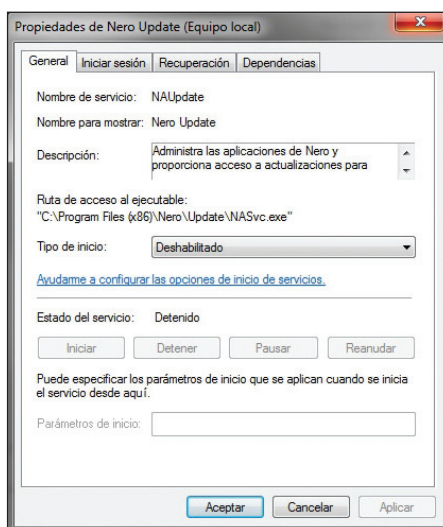 Propiedades de Nero Update (Equipo local)
General Iniciar sesión Recuperación Dependencias
Nombre de servicio: NAUpdate
Nombre para mostrar: Nero Update
Descripción: Administra las aplicaciones de Nero y
proporciona acceso a actualizaciones para
Ruta de acceso al ejecutable:
"C:\Program Files (x86)\Nero\Update\NASvc.exe"
Tipo de inicio: Deshabilitado
Ayudarme a configurar las opciones de inicio de servicios.
Estado del servicio: Detenido
Iniciar Detener Pausar Reanudar
Puede especificar los parámetros de inicio que se aplican cuando se inicia
el servicio desde aquí.
Parámetros de inicio:
Aceptar Cancelar Aplicar